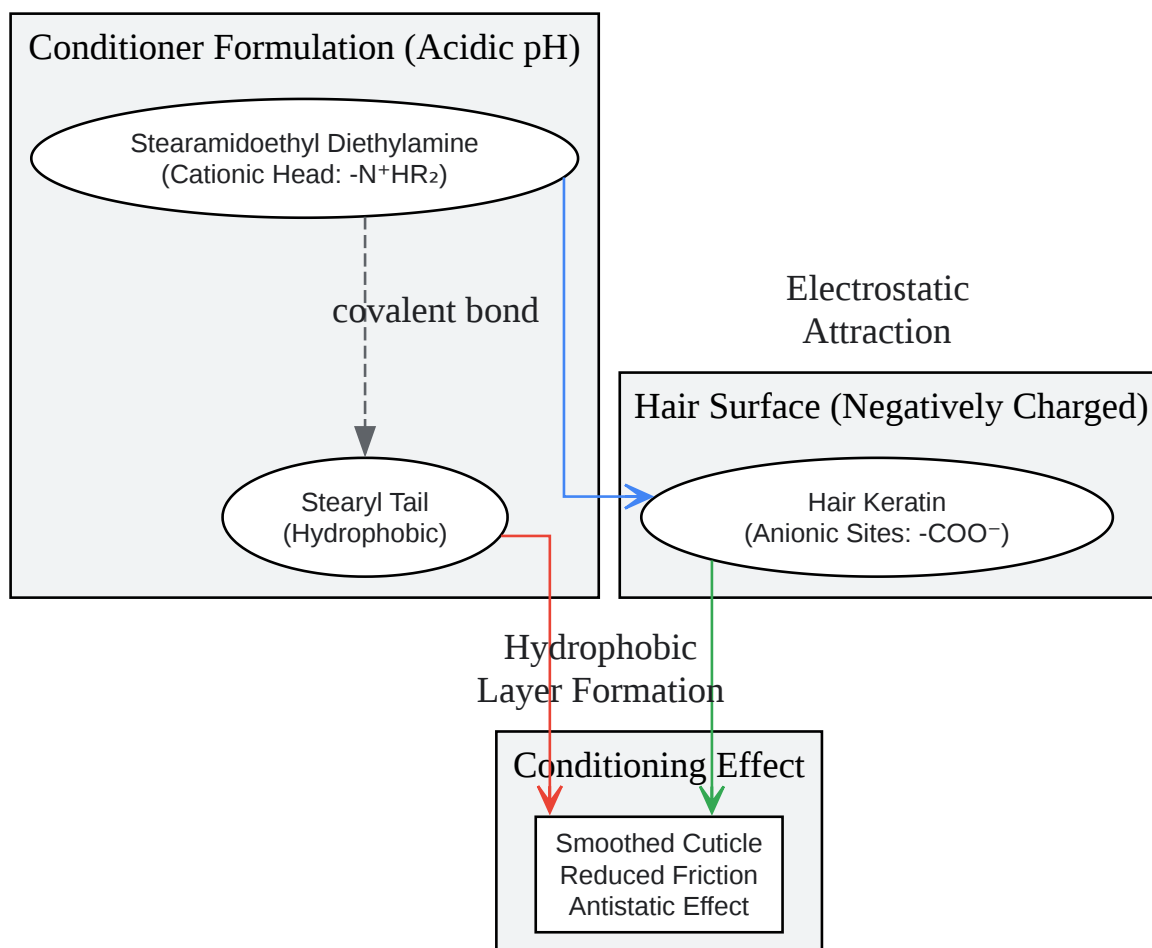 Conditioner Formulation (Acidic pH)
Stearamidoethyl Diethylamine
(Cationic Head: -N⁺HR₂)
covalent bond
Electrostatic
Attraction
Hair Surface (Negatively Charged)
Stearyl Tail
(Hydrophobic)
Hair Keratin
(Anionic Sites: -COO⁻)
Hydrophobic
Layer Formation
Conditioning Effect
Smoothed Cuticle
Reduced Friction
Antistatic Effect